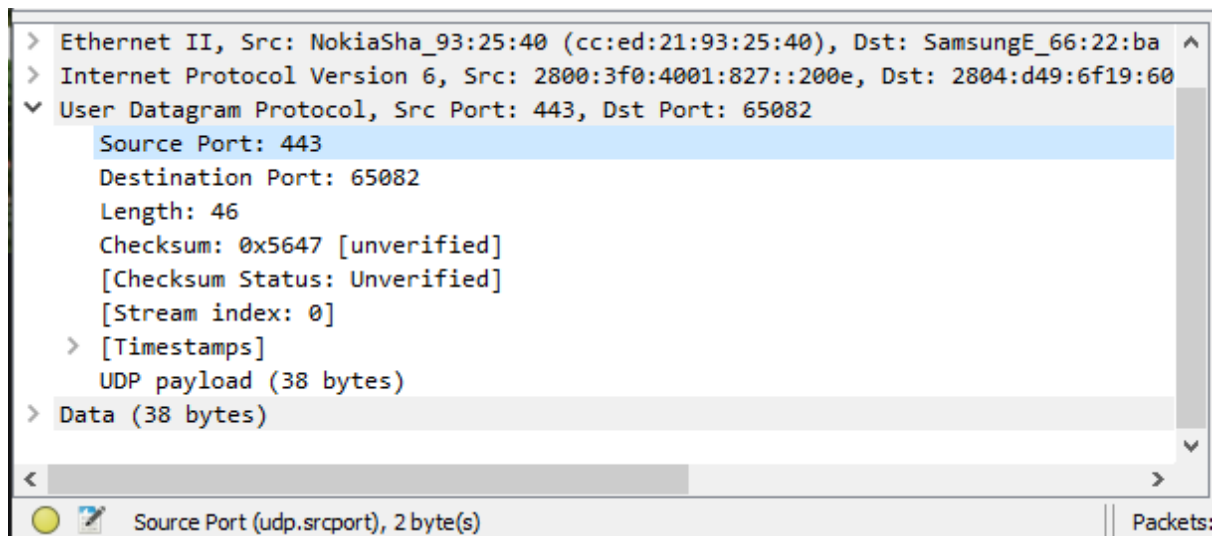 Ethernet II, Src: NokiaSha_93:25:40 (cc:ed:21:93:25:40), Dst: SamsungE_66:22:ba
Internet Protocol Version 6, Src: 2800:3f0:4001:827::200e, Dst: 2804:d49:6f19:60
User Datagram Protocol, Src Port: 443, Dst Port: 65082
Source Port: 443
Destination Port: 65082
Length: 46
Checksum: 0x5647 [unverified]
[Checksum Status: Unverified]
[Stream index: 0]
[Timestamps]
UDP payload (38 bytes)
Data (38 bytes)
Source Port (udp.srcport), 2 byte(s) Packets: